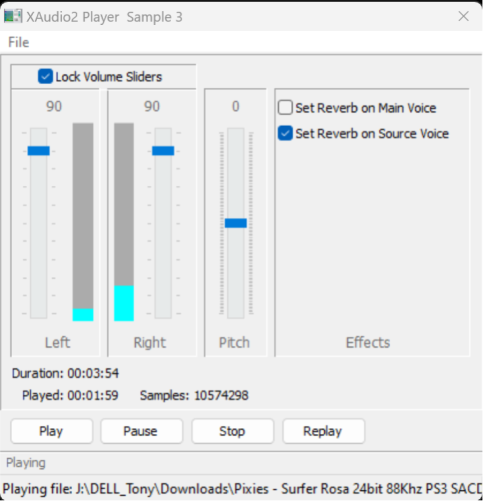 XAudio2 Player Sample 3
File
Lock Volume Sliders
90 90 0
Set Reverb on Main Voice
Set Reverb on Source Voice
Left Right Pitch Effects
Duration: 00:03:54
Played: 00:01:59 Samples: 10574298
Play Pause Stop Replay
Playing
Playing file: J:\DELL_Tony\Downloads\Pixies - Surfer Rosa 24bit 88Khz PS3 SACD